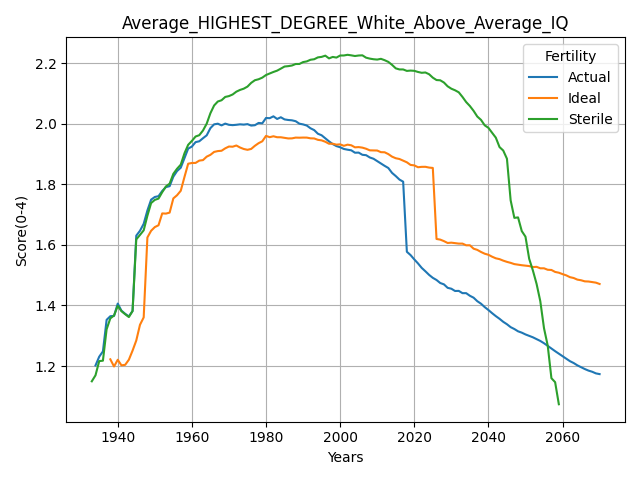 Average_HIGHEST_DEGREE_White_Above_Average_IQ
Score(0-4)
2.2
2.0
1.8
1.6
1.4
1.2
Fertility
Actual
Ideal
Sterile
1940 1960 1980 2000 2020 2040 2060
Years